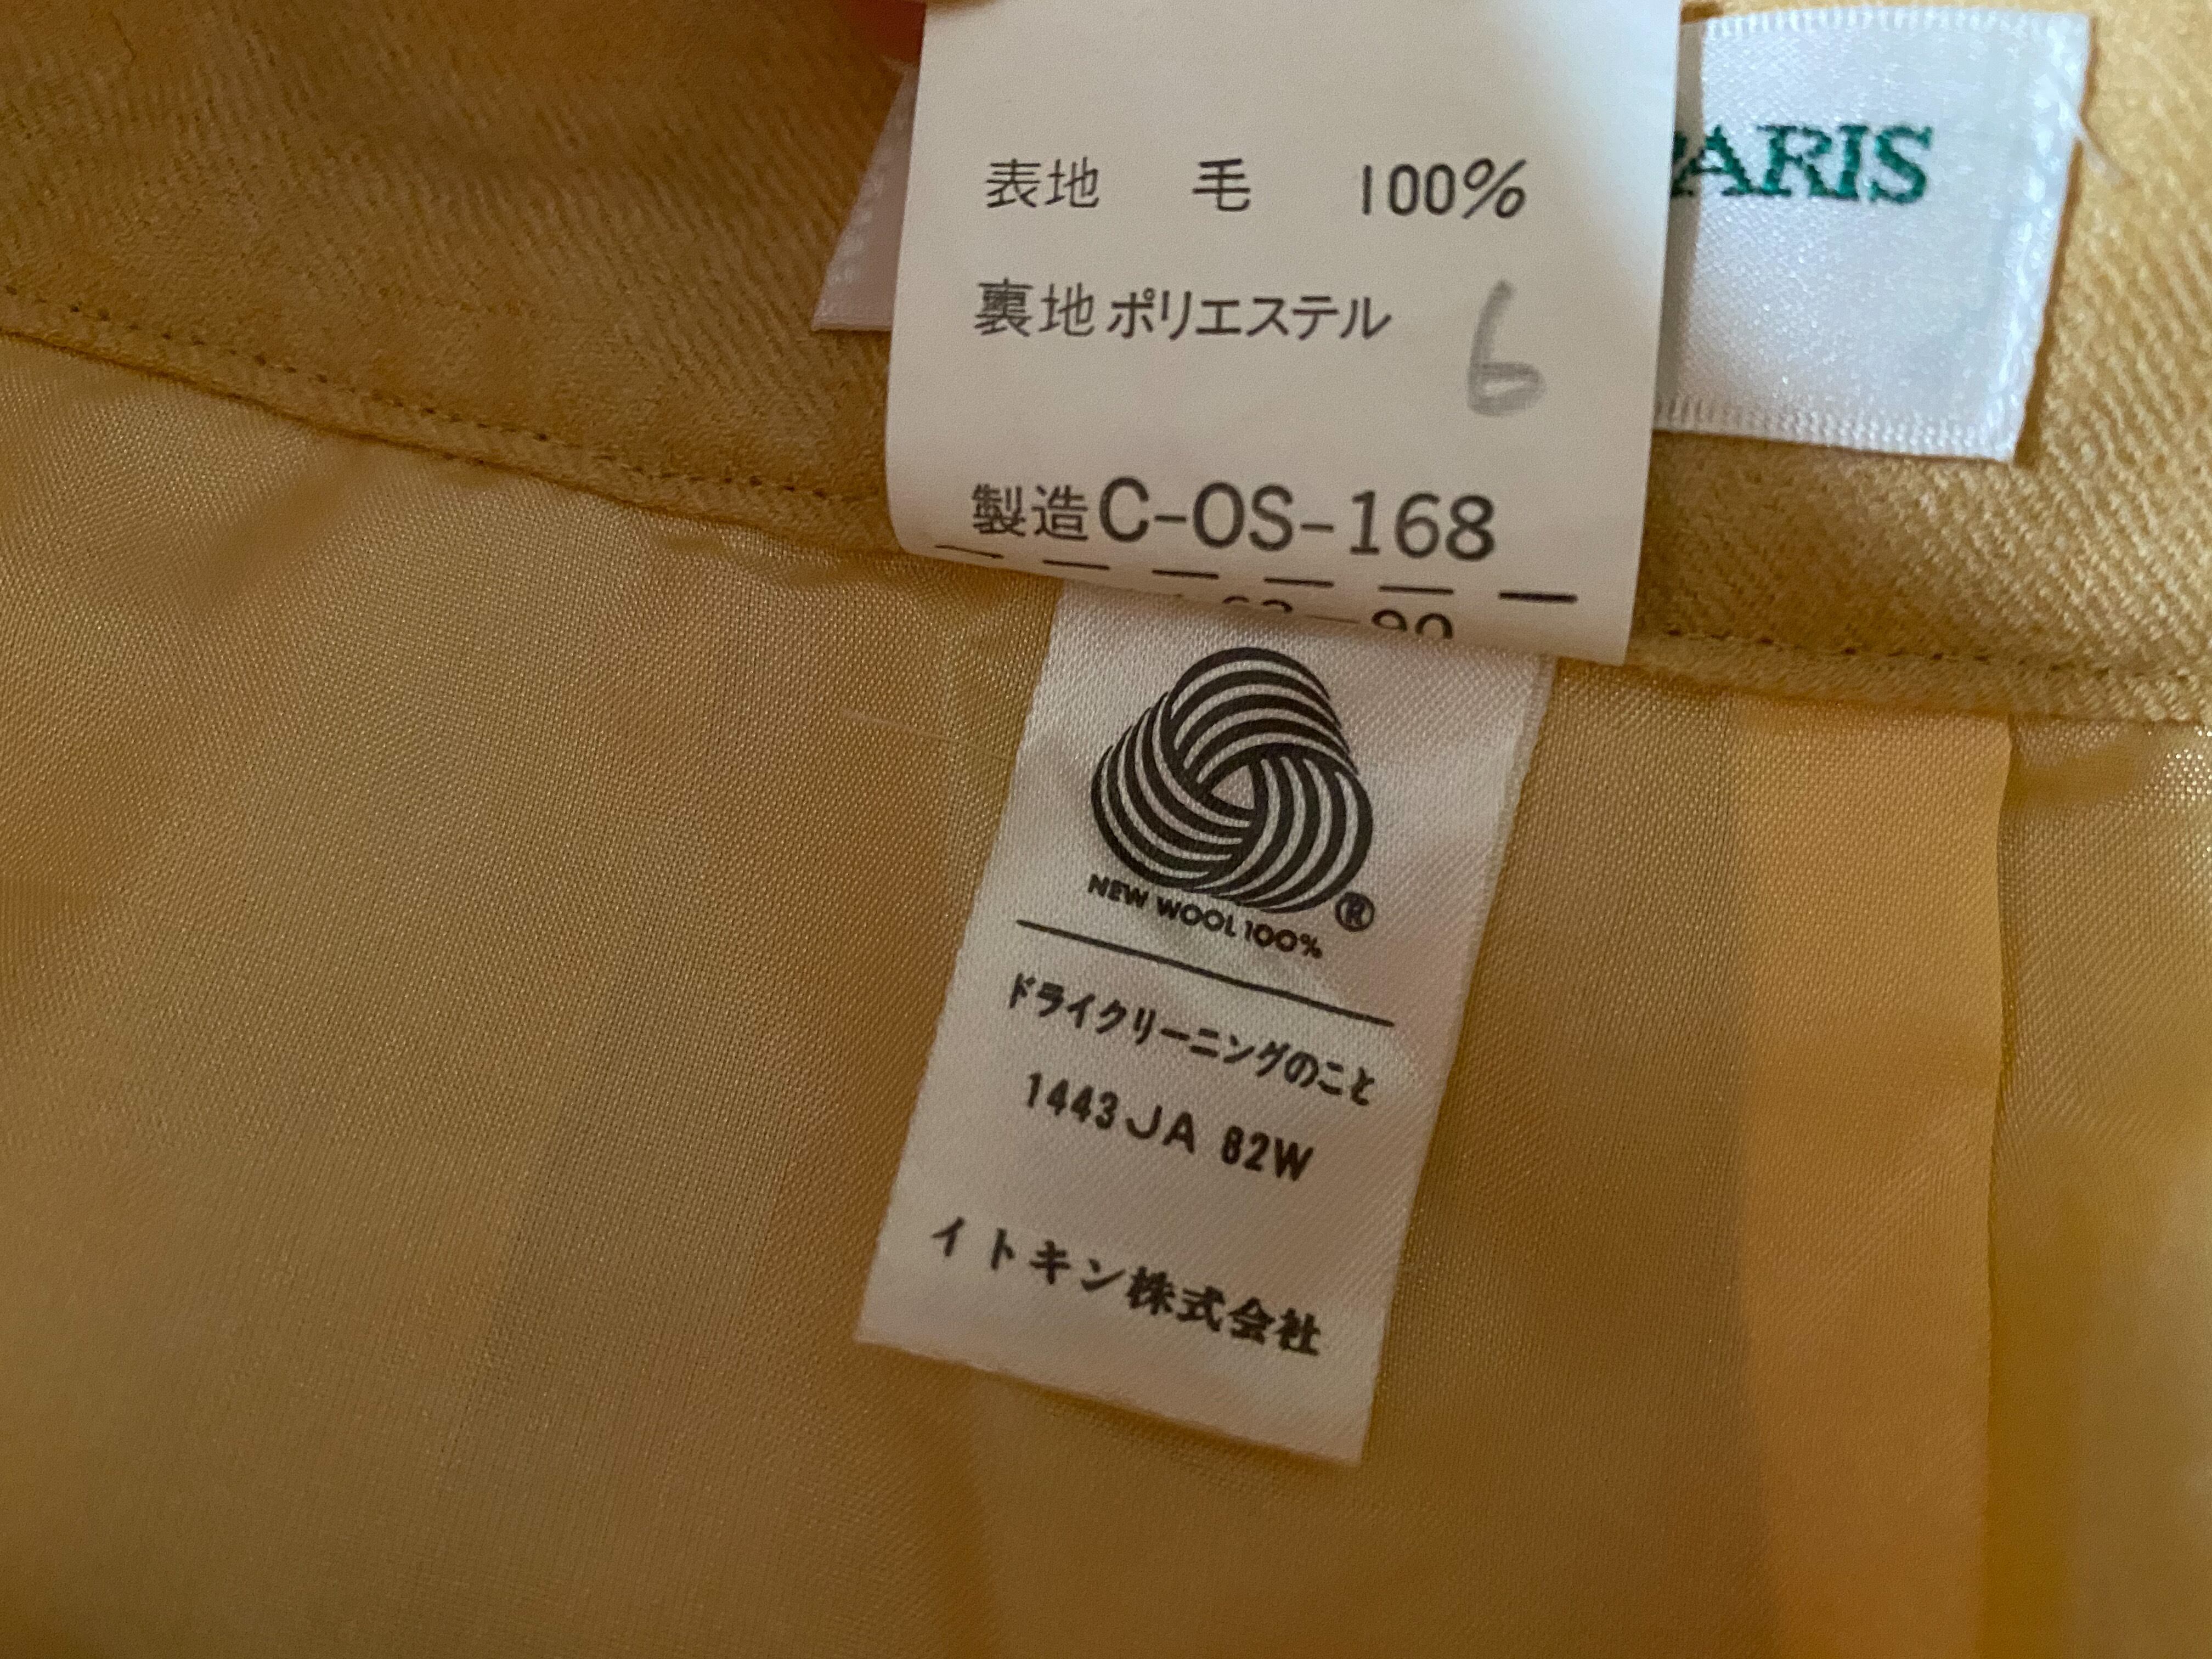 表地 毛 100%
裏地 ポリエステル 6
製造 C-OS-168
PARIS
NEW WOOL 100% ®
ドライクリーニングのこと
1443JA 82W
イトキン株式会社